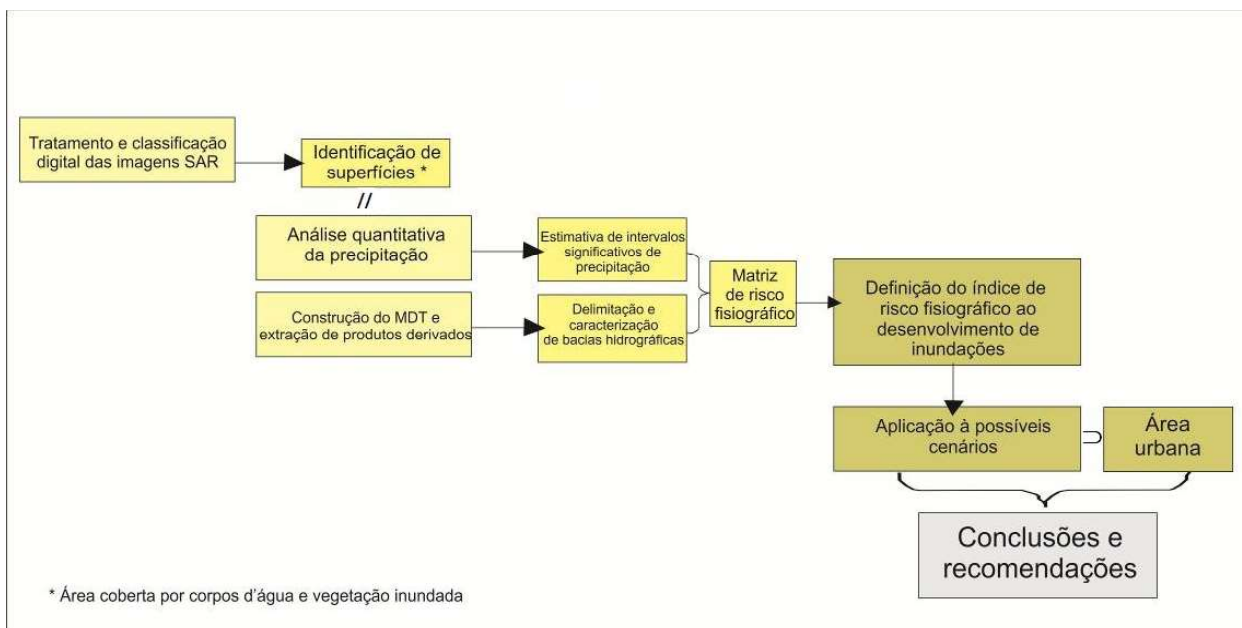 Tratamento e classificação
digital das imagens SAR
Identificação de
superfícies *
//
Análise quantitativa
da precipitação
Estimativa de intervalos
significativos de
precipitação
Construção do MDT e
extração de produtos derivados
Delimitação e
caracterização
de bacias hidrográficas
Matriz
de risco
fisiográfico
Definição do índice de
risco fisiográfico ao
desenvolvimento de
inundações
Aplicação à possíveis
cenários
Área
urbana
Conclusões e
recomendações
* Área coberta por corpos d'água e vegetação inundada